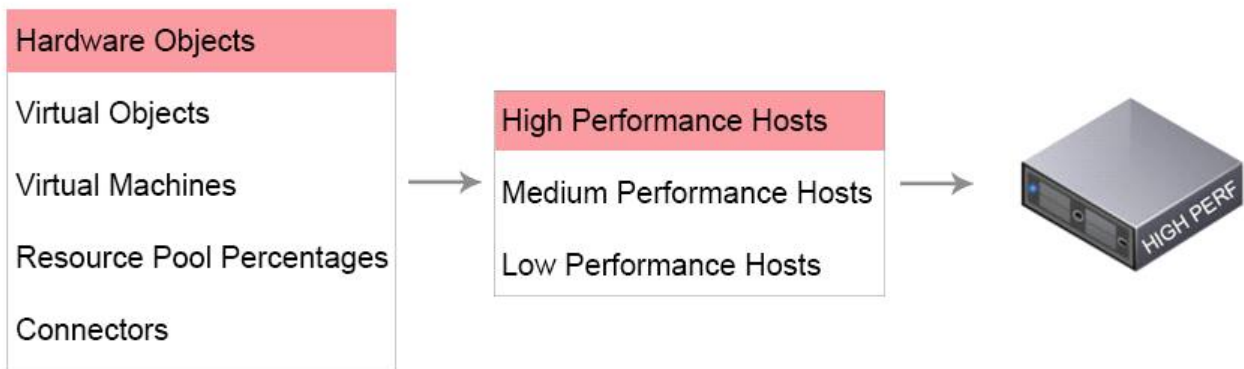 Hardware Objects
Virtual Objects
Virtual Machines
Resource Pool Percentages
Connectors
High Performance Hosts
Medium Performance Hosts
Low Performance Hosts
HIGH PERF